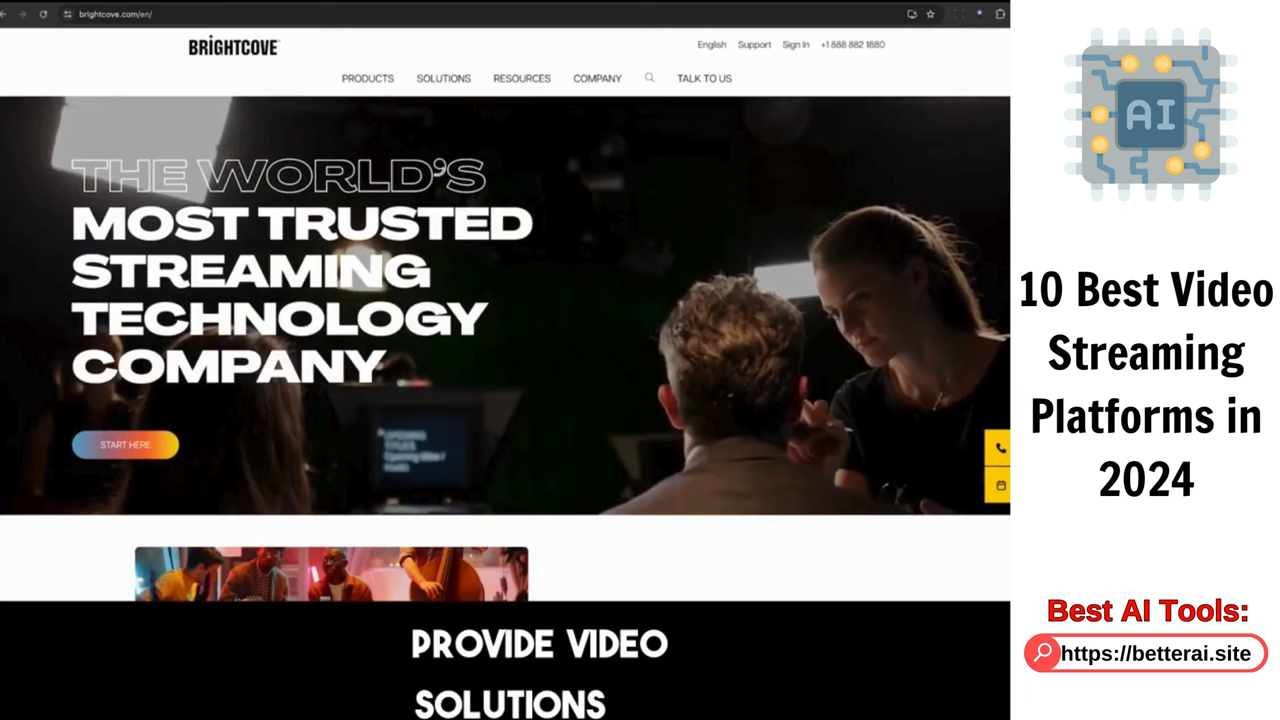 brightcove.com/en/
BRIGHTCOVE
English Support Sign In +1 888 882 1880
PRODUCTS SOLUTIONS RESOURCES COMPANY TALK TO US
THE WORLD'S
MOST TRUSTED
STREAMING
TECHNOLOGY
COMPANY
START HERE
PROVIDE VIDEO
SOLUTIONS
AI
10 Best Video
Streaming
Platforms in
2024
Best AI Tools:
https://betterai.site